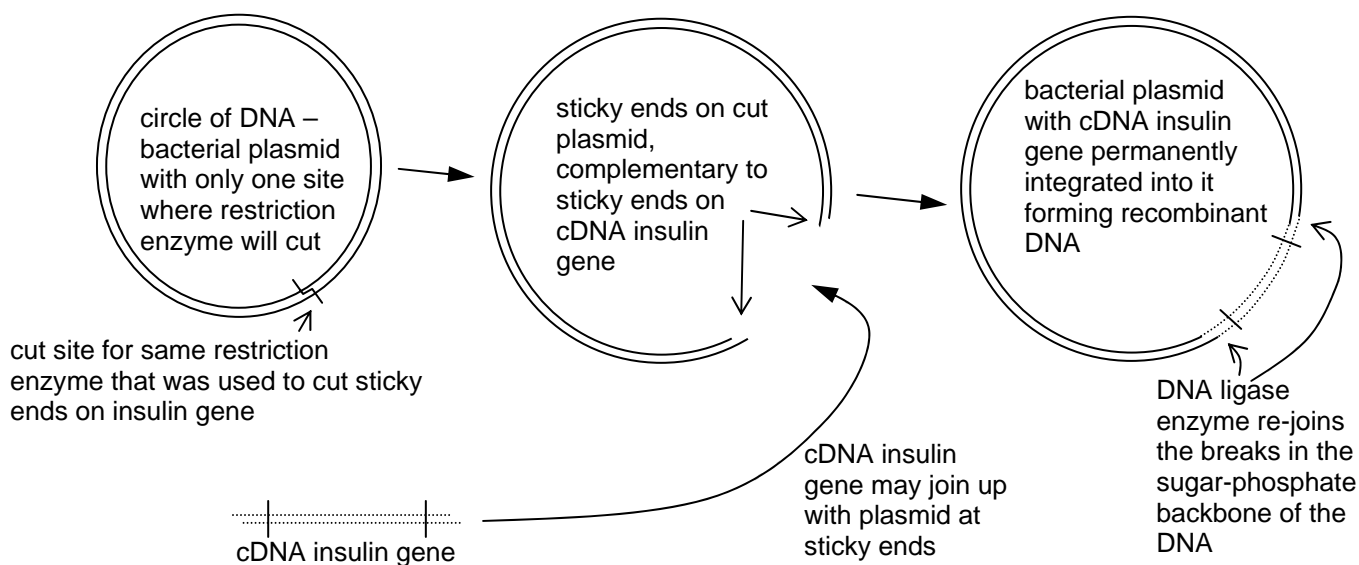 circle of DNA –
bacterial plasmid
with only one site
where restriction
enzyme will cut
cut site for same restriction
enzyme that was used to cut sticky
ends on insulin gene
sticky ends on cut
plasmid,
complementary to
sticky ends on
cDNA insulin
gene
bacterial plasmid
with cDNA insulin
gene permanently
integrated into it
forming recombinant
DNA
cDNA insulin gene
cDNA insulin
gene may join up
with plasmid at
sticky ends
DNA ligase
enzyme re-joins
the breaks in the
sugar-phosphate
backbone of the
DNA